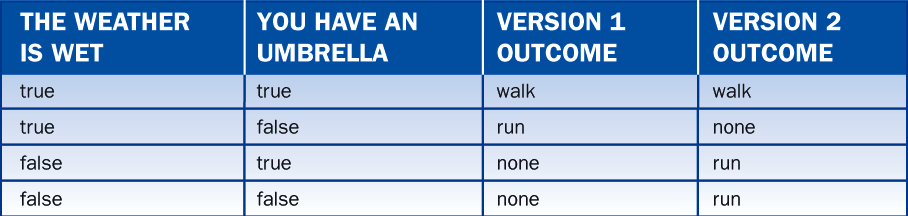 THE WEATHER IS WET YOU HAVE AN UMBRELLA VERSION 1 OUTCOME VERSION 2 OUTCOME
true true walk walk
true false run none
false true none run
false false none run